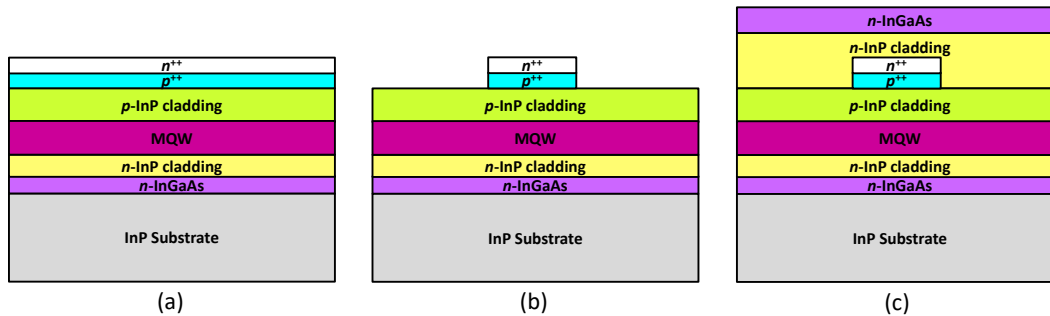 n++
p++
p-InP cladding
MQW
n-InP cladding
n-InGaAs
InP Substrate
(a)
n++
p++
p-InP cladding
MQW
n-InP cladding
n-InGaAs
InP Substrate
(b)
n-InGaAs
n-InP cladding
n++
p++
p-InP cladding
MQW
n-InP cladding
n-InGaAs
InP Substrate
(c)